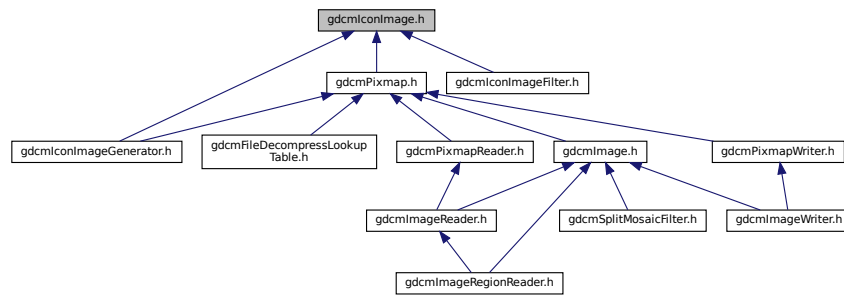 gdcmIconImage.h
gdcmPixmap.h
gdcmIconImageFilter.h
gdcmIconImageGenerator.h
gdcmFileDecompressLookup
Table.h
gdcmPixmapReader.h
gdcmImage.h
gdcmPixmapWriter.h
gdcmImageReader.h
gdcmSplitMosaicFilter.h
gdcmImageWriter.h
gdcmImageRegionReader.h